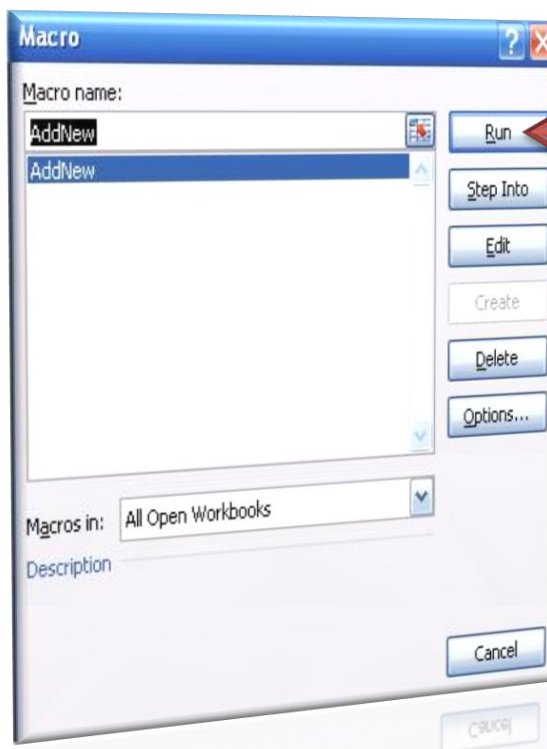 Macro
Macro name:
AddNew
Run
AddNew
Step Into
Edit
Create
Delete
Options...
Macros in:
All Open Workbooks
Description
Cancel
Cancel